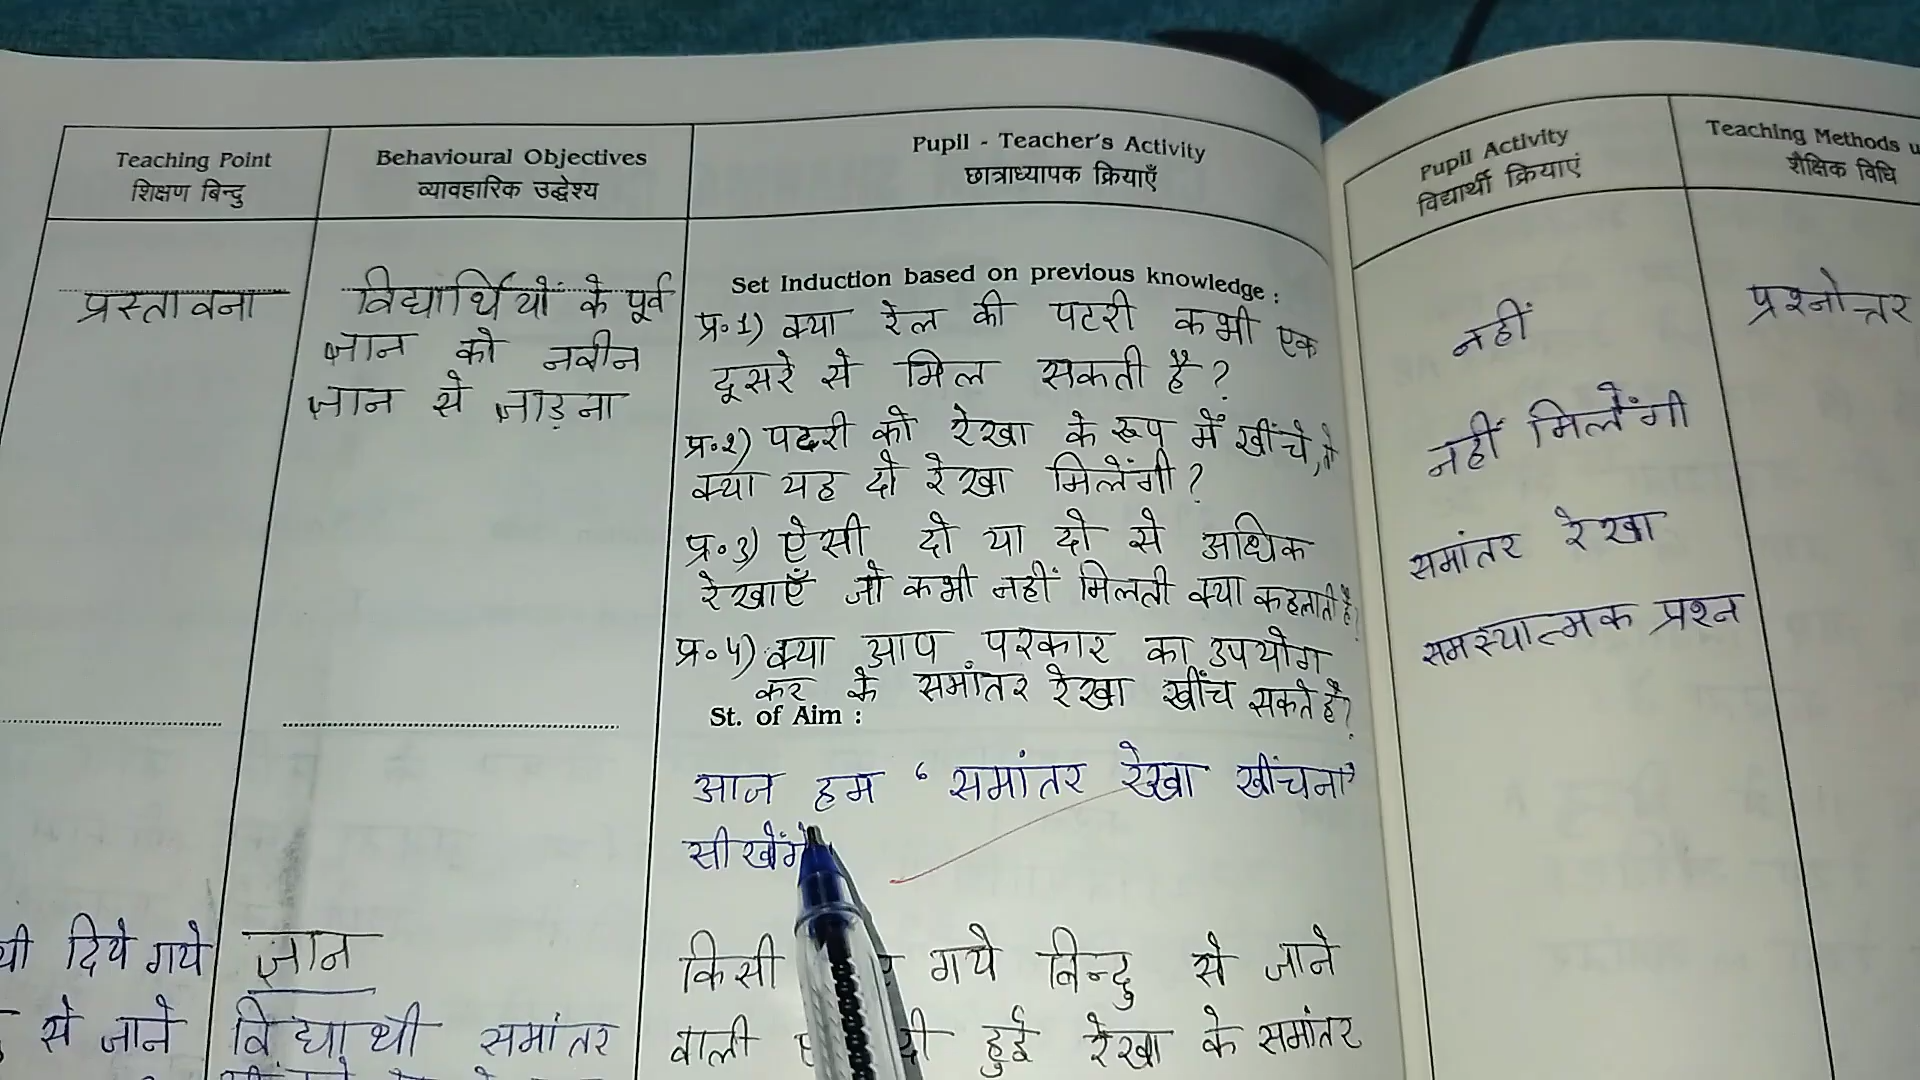 Teaching Point
शिक्षण बिन्दु
Behavioural Objectives
व्यावहारिक उद्धेश्य
Pupil - Teacher's Activity
छात्राध्यापक क्रियाएँ
Pupil Activity
विद्यार्थी क्रियाएं
Teaching Methods
शैक्षिक विधि
प्रस्तावना
विद्यार्थियों के पूर्व
ज्ञान को नवीन
ज्ञान से जोड़ना
Set Induction based on previous knowledge :
प्र०1) क्या रेल की पटरी कभी एक
दूसरे से मिल सकती है ?
प्र०2) पटरी को रेखा के रूप में खींचे, तो
क्या यह दो रेखा मिलेंगी ?
प्र०3) ऐसी दो या दो से अधिक
रेखाएँ जो कभी नहीं मिलती क्या कहलाती है?
प्र०4) क्या आप परकार का उपयोग
कर के समांतर रेखा खींच सकते है?
St. of Aim :
आज हम ' समांतर रेखा खींचना'
सीखेंगे
किसी गये बिन्दु से जाने
वाली हुई रेखा के समांतर
नहीं
नहीं मिलेंगी
समांतर रेखा
समस्यात्मक प्रश्न
प्रश्नोत्तर
दिये गये
से जाने
ज्ञान
विद्यार्थी समांतर